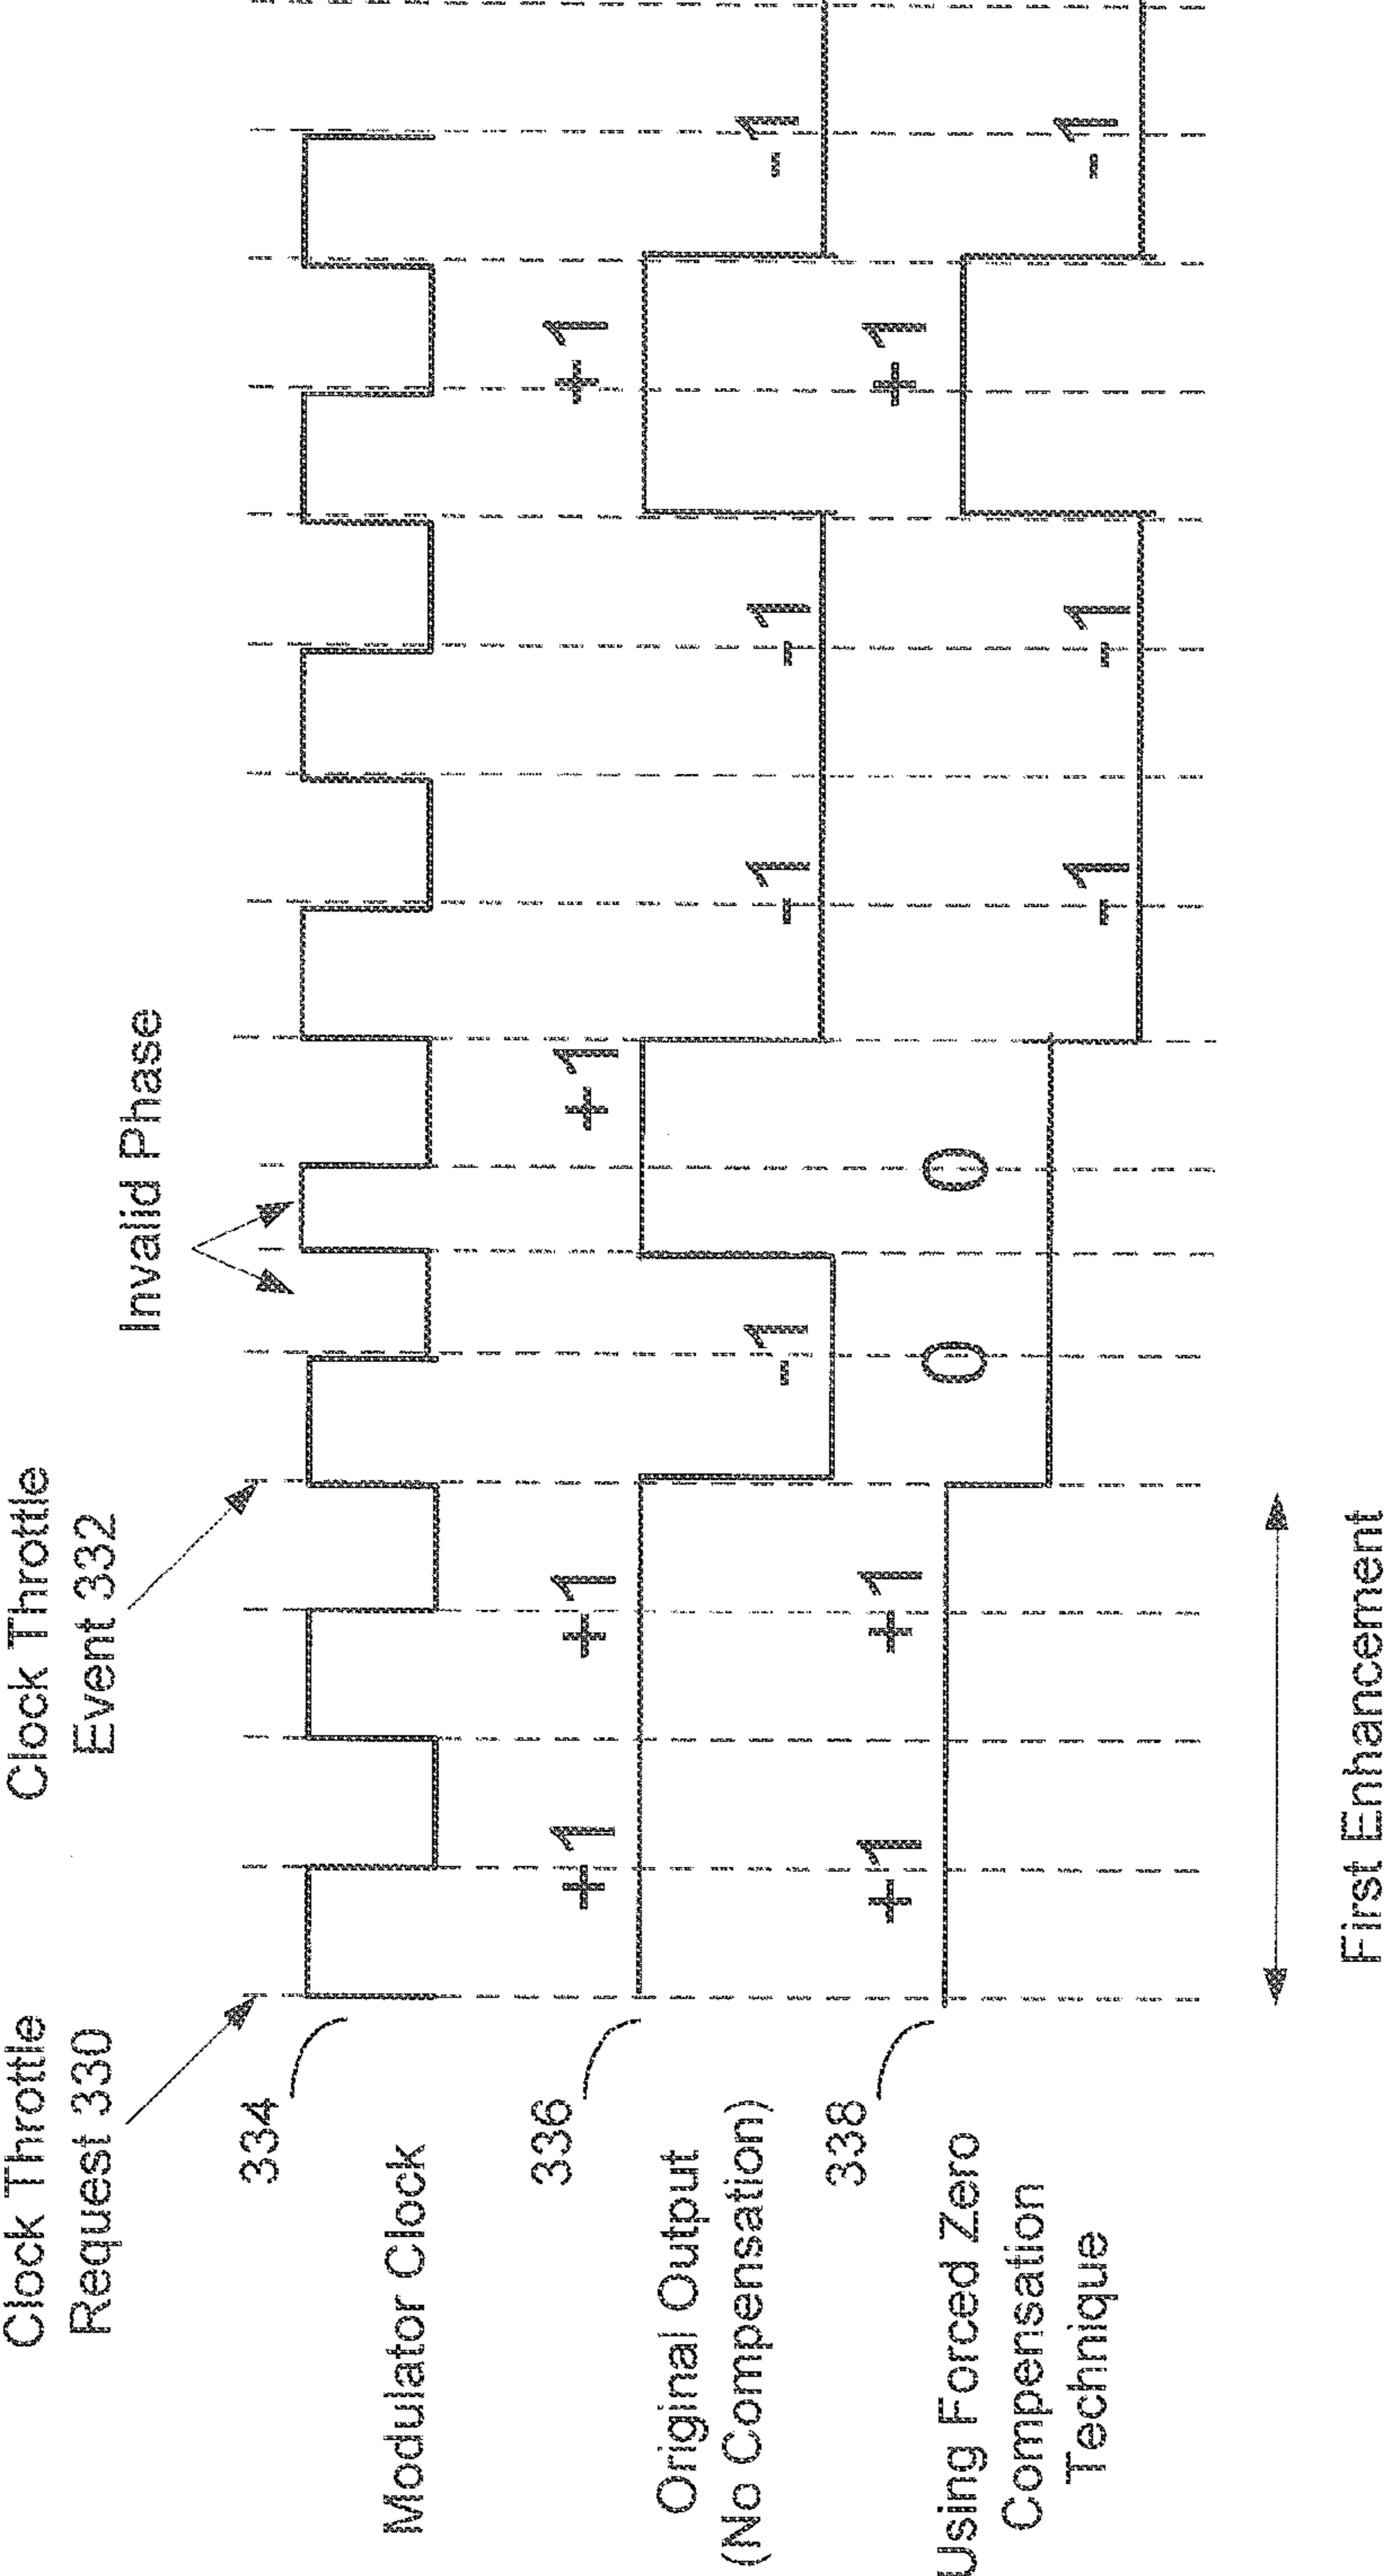 Clock Throttle
Request 330
Clock Throttle
Event 332
Invalid Phase
334
Modulator Clock
336
Original Output
(No Compensation)
+1
+1
-1
+1
-1
-1
+1
-1
338
Using Forced Zero
Compensation
Technique
+1
+1
0
0
-1
-1
+1
-1
First Enhancement